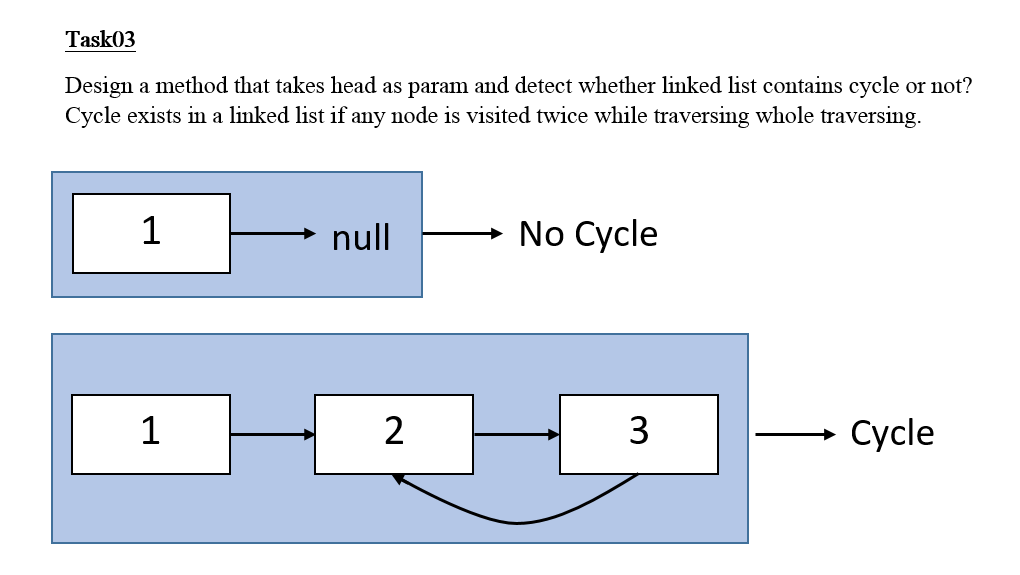 Task03
Design a method that takes head as param and detect whether linked list contains cycle or not?
Cycle exists in a linked list if any node is visited twice while traversing whole traversing.
1
null
No Cycle
1
2
3
Cycle